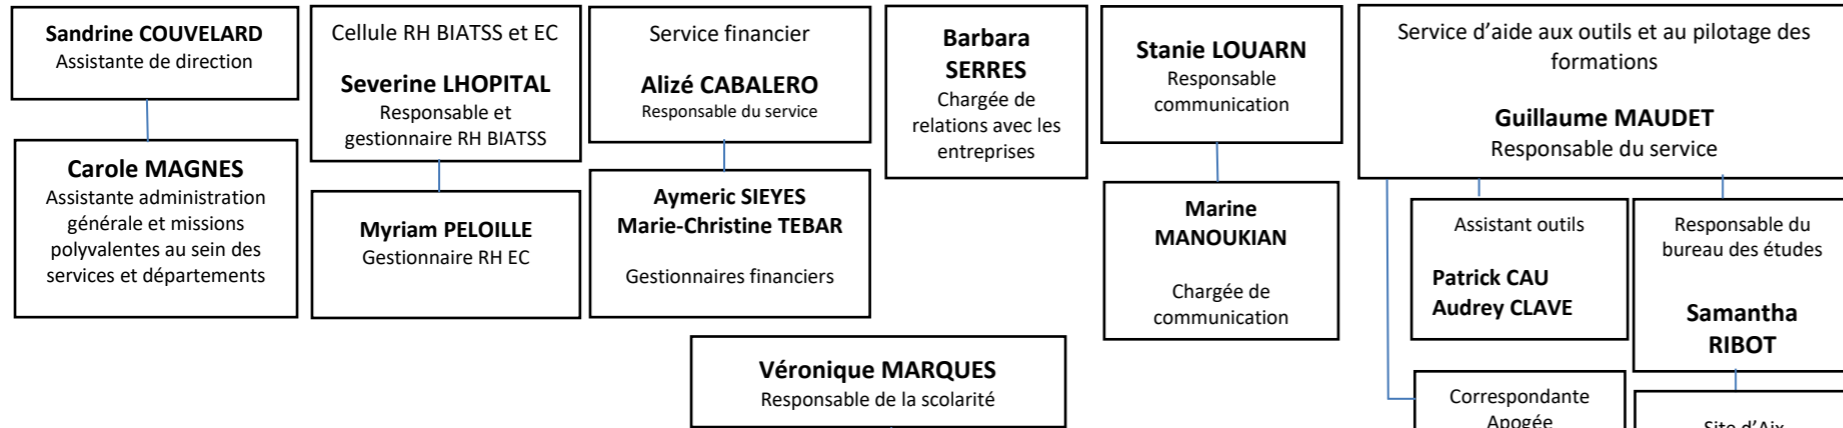 Sandrine COUVELARD
Assistante de direction
Carole MAGNES
Assistante administration
générale et missions
polyvalentes au sein des
services et départements
Cellule RH BIATSS et EC
Severine LHOPITAL
Responsable et
gestionnaire RH BIATSS
Myriam PELOILLE
Gestionnaire RH EC
Service financier
Alizé CABALERO
Responsable du service
Aymeric SIEYES
Marie-Christine TEBAR
Gestionnaires financiers
Barbara
SERRES
Chargée de
relations avec les
entreprises
Stanie LOUARN
Responsable
communication
Marine
MANOUKIAN
Chargée de
communication
Service d’aide aux outils et au pilotage des
formations
Guillaume MAUDET
Responsable du service
Assistant outils
Patrick CAU
Audrey CLAVE
Responsable du
bureau des études
Samantha
RIBOT
Véronique MARQUES
Responsable de la scolarité
Correspondante
Apogée
Site d’Aix